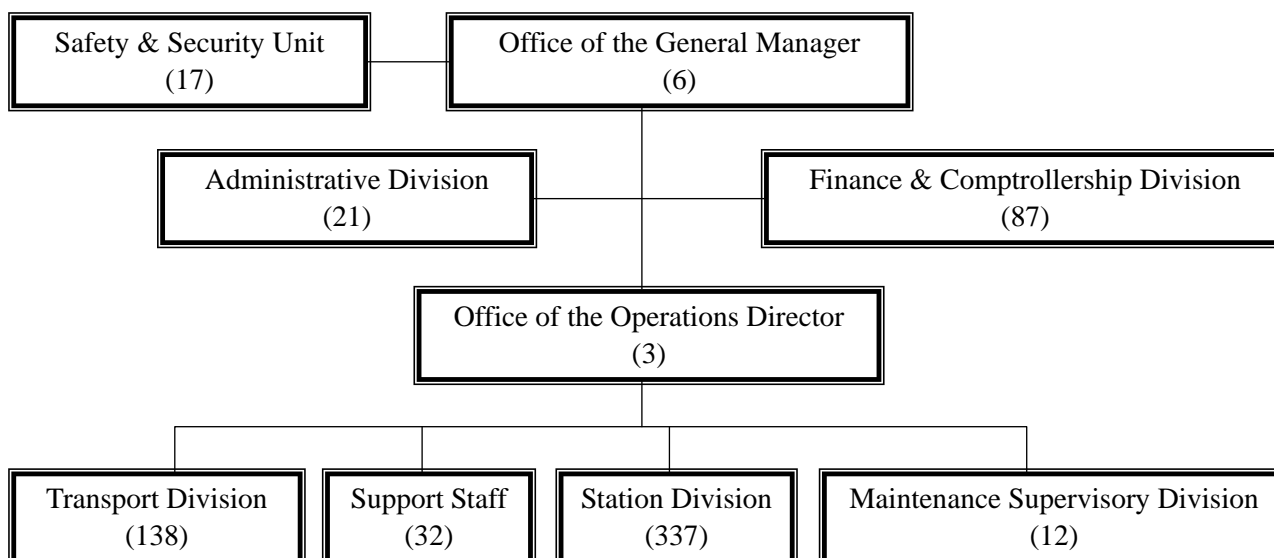 Safety & Security Unit
(17)
Office of the General Manager
(6)
Administrative Division
(21)
Finance & Comptrollership Division
(87)
Office of the Operations Director
(3)
Transport Division
(138)
Support Staff
(32)
Station Division
(337)
Maintenance Supervisory Division
(12)